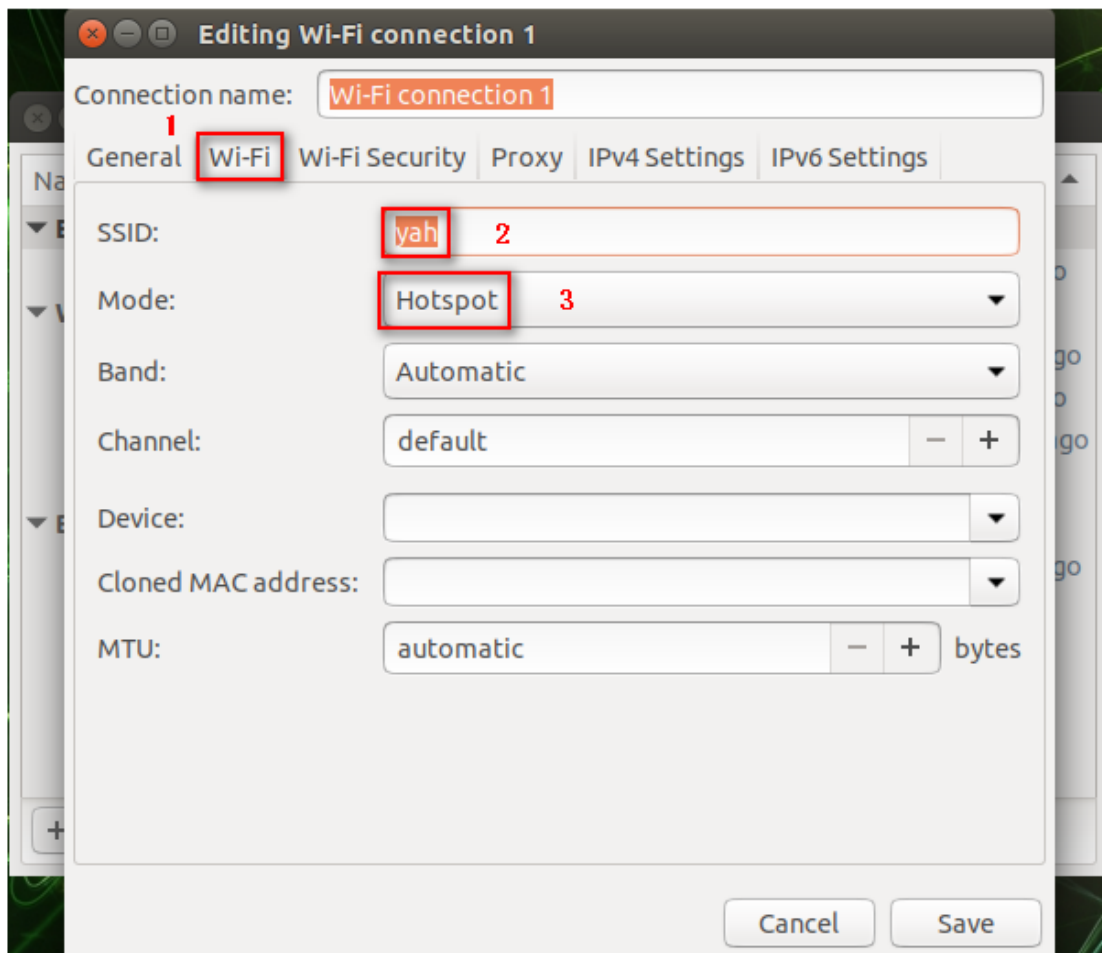 Editing Wi-Fi connection 1
Connection name: Wi-Fi connection 1
1
General Wi-Fi Wi-Fi Security Proxy IPv4 Settings IPv6 Settings
SSID: yah 2
Mode: Hotspot 3
Band: Automatic
Channel: default − +
Device:
Cloned MAC address:
MTU: automatic − + bytes
Cancel Save